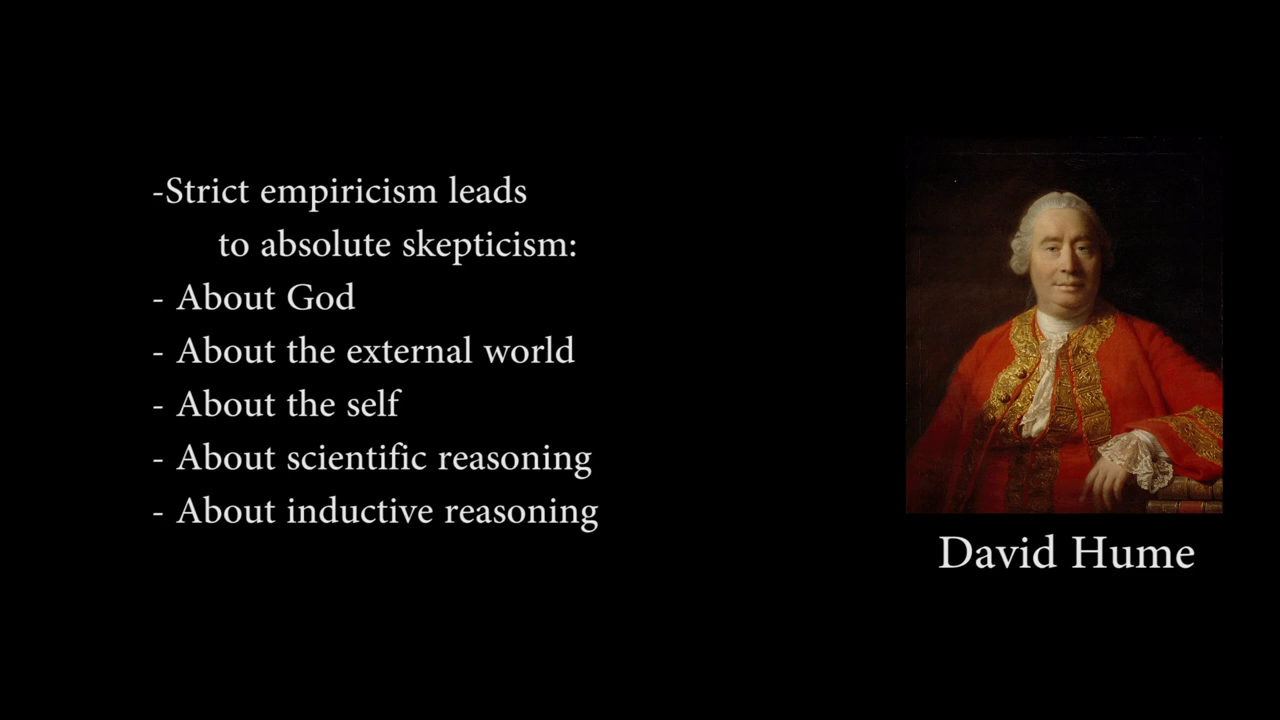 -Strict empiricism leads
to absolute skepticism:
- About God
- About the external world
- About the self
- About scientific reasoning
- About inductive reasoning
David Hume